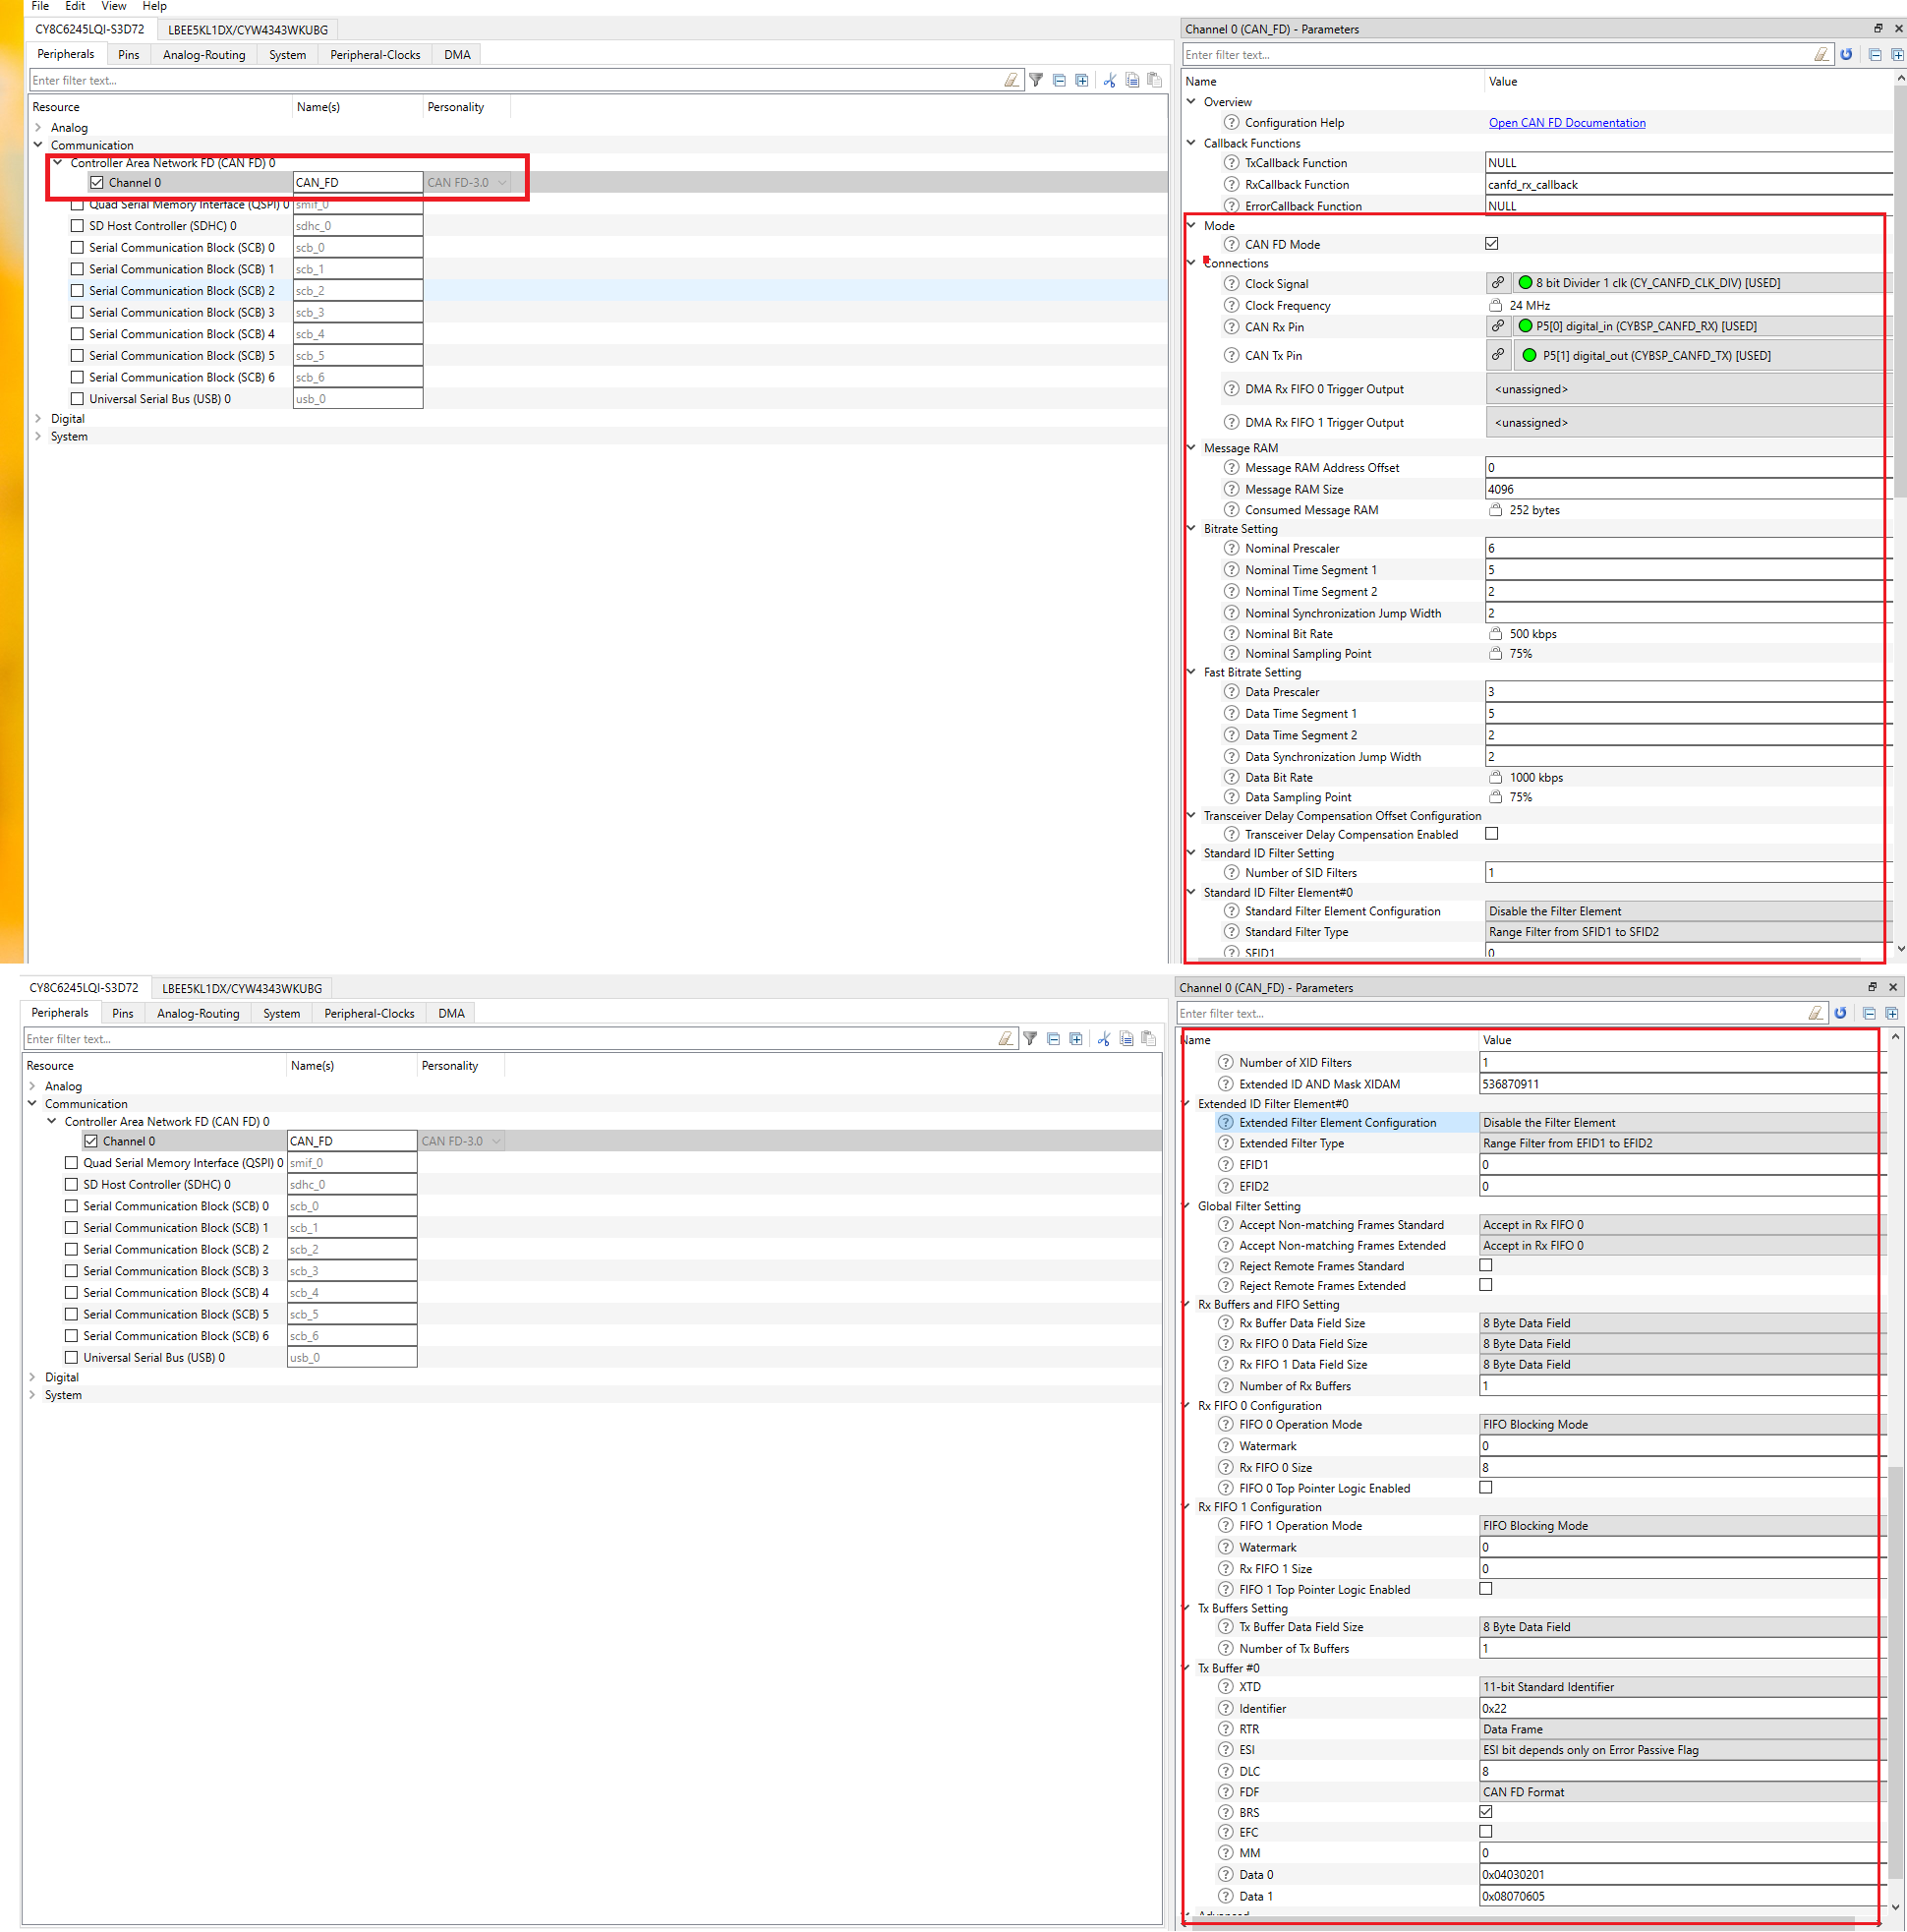 File Edit View Help
CY8C6245LQI-S3D72 LBEE5KL1DX/CYW4343WKUBG
Peripherals Pins Analog-Routing System Peripheral-Clocks DMA
Enter filter text...
Resource Name(s) Personality
Analog
Communication
Controller Area Network FD (CAN FD) 0
Channel 0 CAN_FD CAN FD-3.0
Quad Serial Memory Interface (QSPI) 0 smif_0
SD Host Controller (SDHC) 0 sdhc_0
Serial Communication Block (SCB) 0 scb_0
Serial Communication Block (SCB) 1 scb_1
Serial Communication Block (SCB) 2 scb_2
Serial Communication Block (SCB) 3 scb_3
Serial Communication Block (SCB) 4 scb_4
Serial Communication Block (SCB) 5 scb_5
Serial Communication Block (SCB) 6 scb_6
Universal Serial Bus (USB) 0 usb_0
Digital
System
Channel 0 (CAN_FD) - Parameters
Enter filter text...
Name Value
Overview
Configuration Help Open CAN FD Documentation
Callback Functions
TxCallback Function NULL
RxCallback Function canfd_rx_callback
ErrorCallback Function NULL
Mode
CAN FD Mode
Connections
Clock Signal 8 bit Divider 1 clk (CY_CANFD_CLK_DIV) [USED]
Clock Frequency 24 MHz
CAN Rx Pin P5[0] digital_in (CYBSP_CANFD_RX) [USED]
CAN Tx Pin P5[1] digital_out (CYBSP_CANFD_TX) [USED]
DMA Rx FIFO 0 Trigger Output <unassigned>
DMA Rx FIFO 1 Trigger Output <unassigned>
Message RAM
Message RAM Address Offset 0
Message RAM Size 4096
Consumed Message RAM 252 bytes
Bitrate Setting
Nominal Prescaler 6
Nominal Time Segment 1 5
Nominal Time Segment 2 2
Nominal Synchronization Jump Width 2
Nominal Bit Rate 500 kbps
Nominal Sampling Point 75%
Fast Bitrate Setting
Data Prescaler 3
Data Time Segment 1 5
Data Time Segment 2 2
Data Synchronization Jump Width 2
Data Bit Rate 1000 kbps
Data Sampling Point 75%
Transceiver Delay Compensation Offset Configuration
Transceiver Delay Compensation Enabled
Standard ID Filter Setting
Number of SID Filters 1
Standard ID Filter Element#0
Standard Filter Element Configuration Disable the Filter Element
Standard Filter Type Range Filter from SFID1 to SFID2
SFID1 0
CY8C6245LQI-S3D72 LBEE5KL1DX/CYW4343WKUBG
Peripherals Pins Analog-Routing System Peripheral-Clocks DMA
Enter filter text...
Resource Name(s) Personality
Analog
Communication
Controller Area Network FD (CAN FD) 0
Channel 0 CAN_FD CAN FD-3.0
Quad Serial Memory Interface (QSPI) 0 smif_0
SD Host Controller (SDHC) 0 sdhc_0
Serial Communication Block (SCB) 0 scb_0
Serial Communication Block (SCB) 1 scb_1
Serial Communication Block (SCB) 2 scb_2
Serial Communication Block (SCB) 3 scb_3
Serial Communication Block (SCB) 4 scb_4
Serial Communication Block (SCB) 5 scb_5
Serial Communication Block (SCB) 6 scb_6
Universal Serial Bus (USB) 0 usb_0
Digital
System
Channel 0 (CAN_FD) - Parameters
Enter filter text...
Name Value
Number of XID Filters 1
Extended ID AND Mask XIDAM 536870911
Extended ID Filter Element#0
Extended Filter Element Configuration Disable the Filter Element
Extended Filter Type Range Filter from EFID1 to EFID2
EFID1 0
EFID2 0
Global Filter Setting
Accept Non-matching Frames Standard Accept in Rx FIFO 0
Accept Non-matching Frames Extended Accept in Rx FIFO 0
Reject Remote Frames Standard
Reject Remote Frames Extended
Rx Buffers and FIFO Setting
Rx Buffer Data Field Size 8 Byte Data Field
Rx FIFO 0 Data Field Size 8 Byte Data Field
Rx FIFO 1 Data Field Size 8 Byte Data Field
Number of Rx Buffers 1
Rx FIFO 0 Configuration
FIFO 0 Operation Mode FIFO Blocking Mode
Watermark 0
Rx FIFO 0 Size 8
FIFO 0 Top Pointer Logic Enabled
Rx FIFO 1 Configuration
FIFO 1 Operation Mode FIFO Blocking Mode
Watermark 0
Rx FIFO 1 Size 0
FIFO 1 Top Pointer Logic Enabled
Tx Buffers Setting
Tx Buffer Data Field Size 8 Byte Data Field
Number of Tx Buffers 1
Tx Buffer #0
XTD 11-bit Standard Identifier
Identifier 0x22
RTR Data Frame
ESI ESI bit depends only on Error Passive Flag
DLC 8
FDF CAN FD Format
BRS
EFC
MM 0
Data 0 0x04030201
Data 1 0x08070605
Advanced